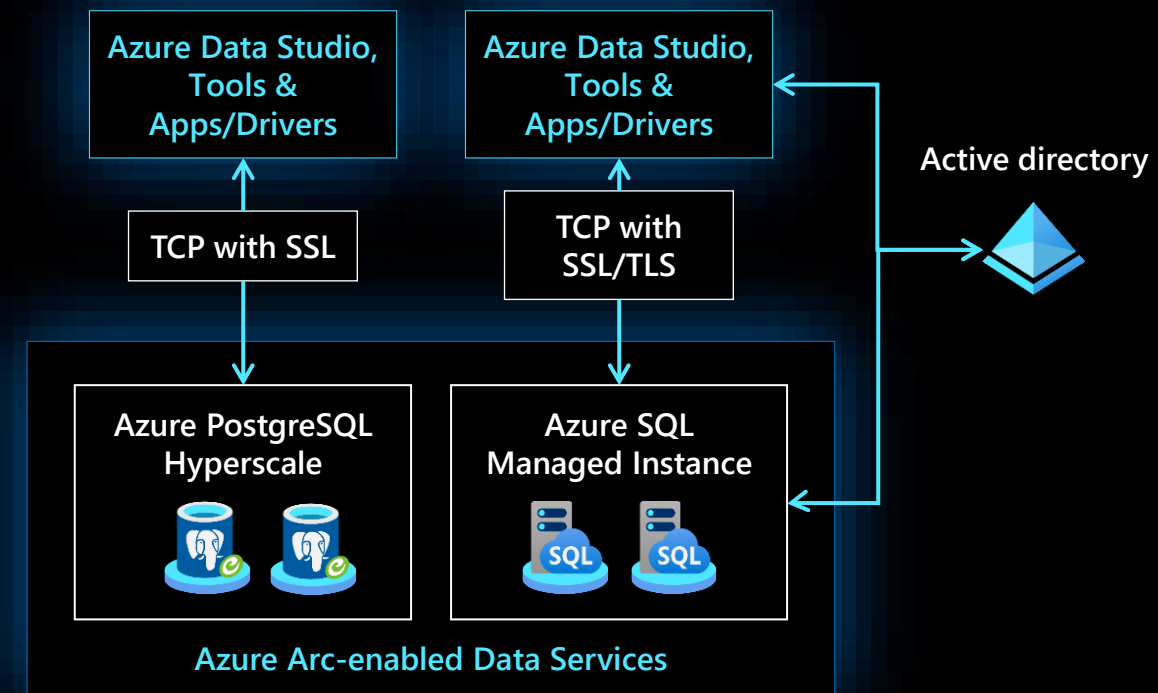 Azure Data Studio,
Tools &
Apps/Drivers
Azure Data Studio,
Tools &
Apps/Drivers
Active directory
TCP with SSL
TCP with
SSL/TLS
Azure PostgreSQL
Hyperscale
Azure SQL
Managed Instance
SQL
SQL
Azure Arc-enabled Data Services